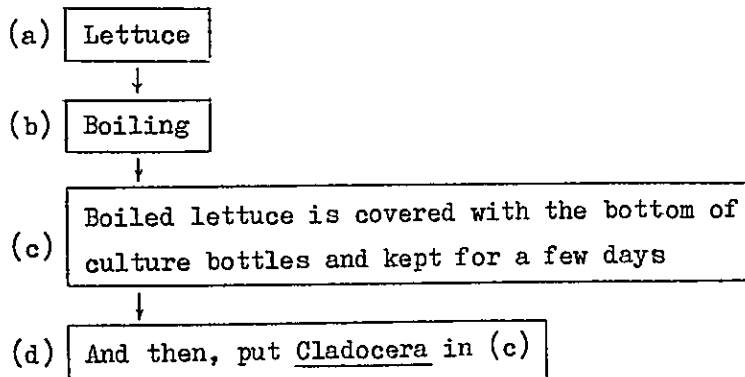 (a) Lettuce
(b) Boiling
Boiled lettuce is covered with the bottom of
(c) culture bottles and kept for a few days
(d) And then, put Cladocera in (c)